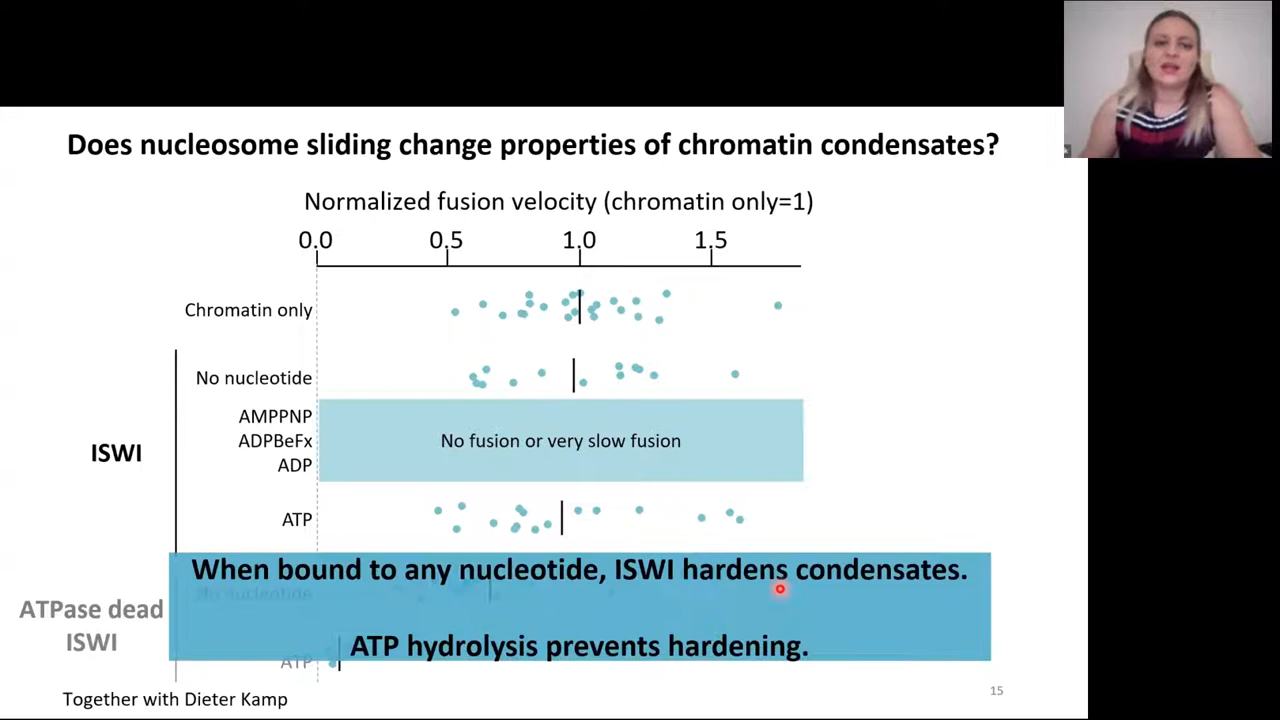 Does nucleosome sliding change properties of chromatin condensates?
Normalized fusion velocity (chromatin only=1)
0.0 0.5 1.0 1.5
Chromatin only
No nucleotide
AMPPNP
ADPBeFx
ADP
No fusion or very slow fusion
ISWI
ATP
When bound to any nucleotide, ISWI hardens condensates.
No nucleotide
ATPase dead
ISWI
ATP hydrolysis prevents hardening.
ATP
Together with Dieter Kamp
15